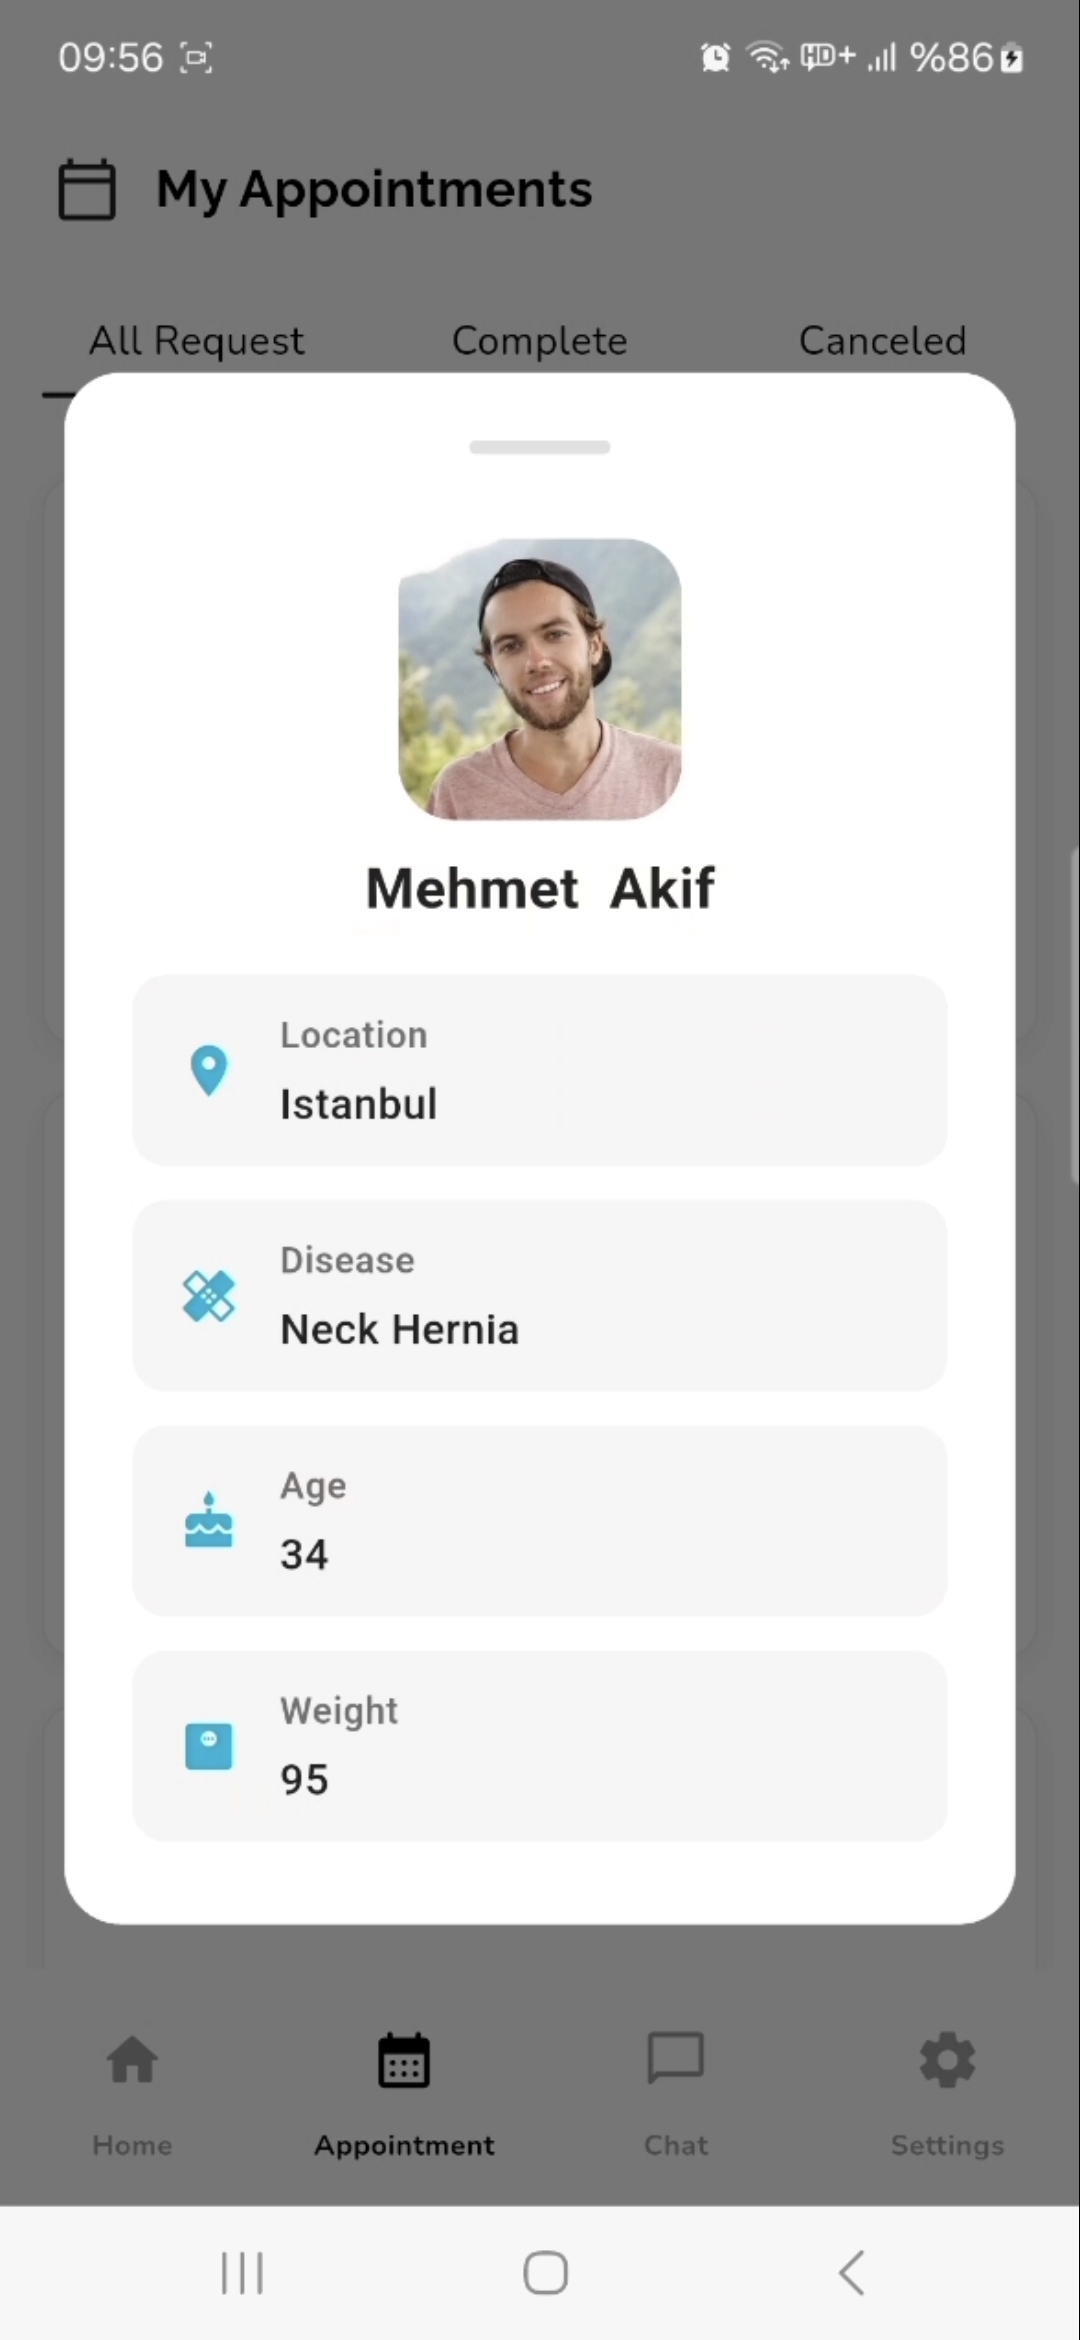 09:56 HD+ %86
My Appointments
All Request Complete Canceled
Mehmet Akif
Location
Istanbul
Disease
Neck Hernia
Age
34
Weight
95
Home Appointment Chat Settings